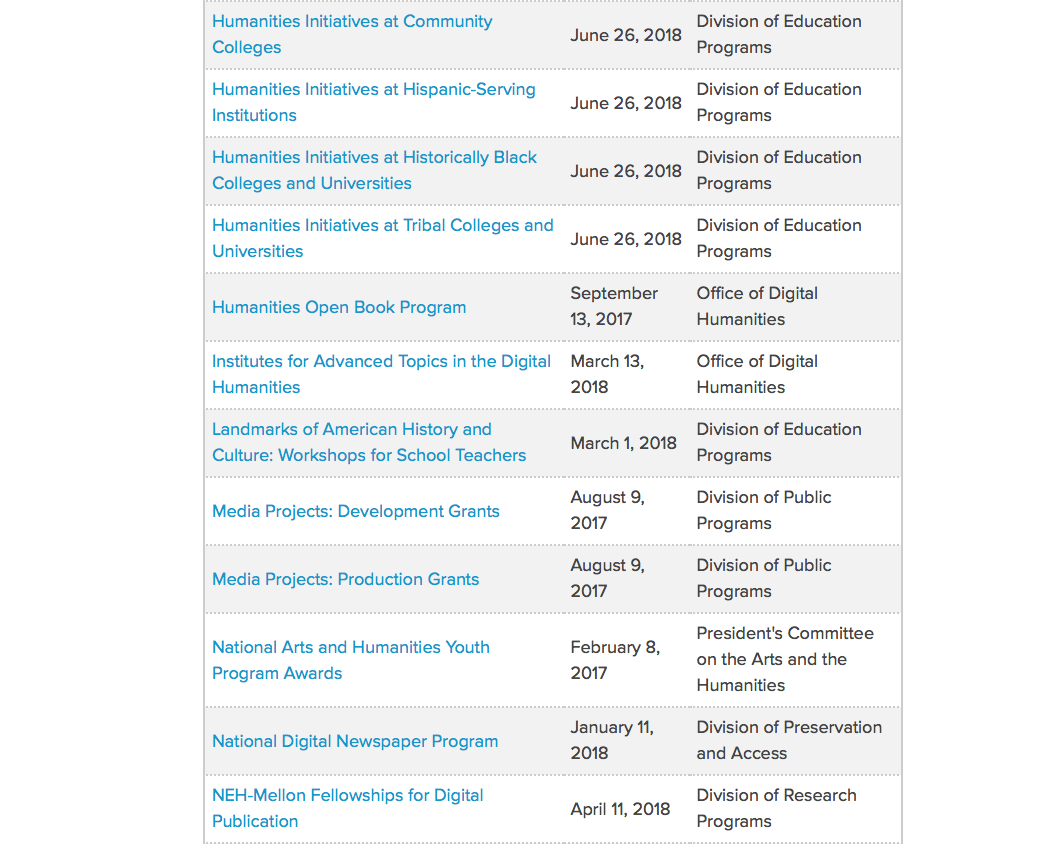 Humanities Initiatives at Community
Colleges
June 26, 2018
Division of Education
Programs
Humanities Initiatives at Hispanic-Serving
Institutions
June 26, 2018
Division of Education
Programs
Humanities Initiatives at Historically Black
Colleges and Universities
June 26, 2018
Division of Education
Programs
Humanities Initiatives at Tribal Colleges and
Universities
June 26, 2018
Division of Education
Programs
Humanities Open Book Program
September
13, 2017
Office of Digital
Humanities
Institutes for Advanced Topics in the Digital
Humanities
March 13,
2018
Office of Digital
Humanities
Landmarks of American History and
Culture: Workshops for School Teachers
March 1, 2018
Division of Education
Programs
Media Projects: Development Grants
August 9,
2017
Division of Public
Programs
Media Projects: Production Grants
August 9,
2017
Division of Public
Programs
National Arts and Humanities Youth
Program Awards
February 8,
2017
President's Committee
on the Arts and the
Humanities
National Digital Newspaper Program
January 11,
2018
Division of Preservation
and Access
NEH-Mellon Fellowships for Digital
Publication
April 11, 2018
Division of Research
Programs